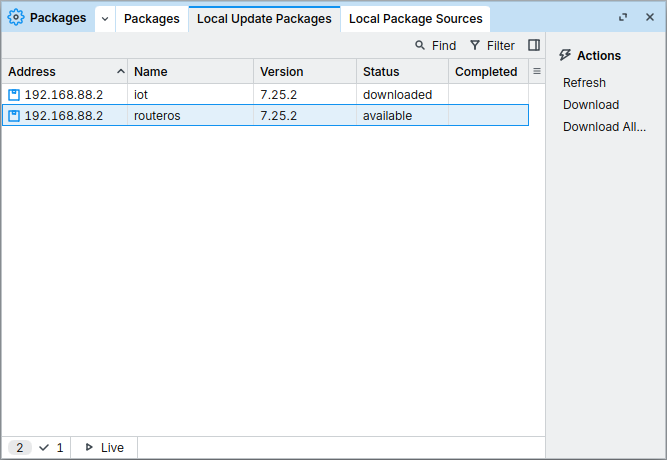 Packages Packages Local Update Packages Local Package Sources
Find Filter
Actions
Address Name Version Status Completed
Refresh
192.168.88.2 iot 7.25.2 downloaded
Download
192.168.88.2 routeros 7.25.2 available
Download All...
2 1 Live